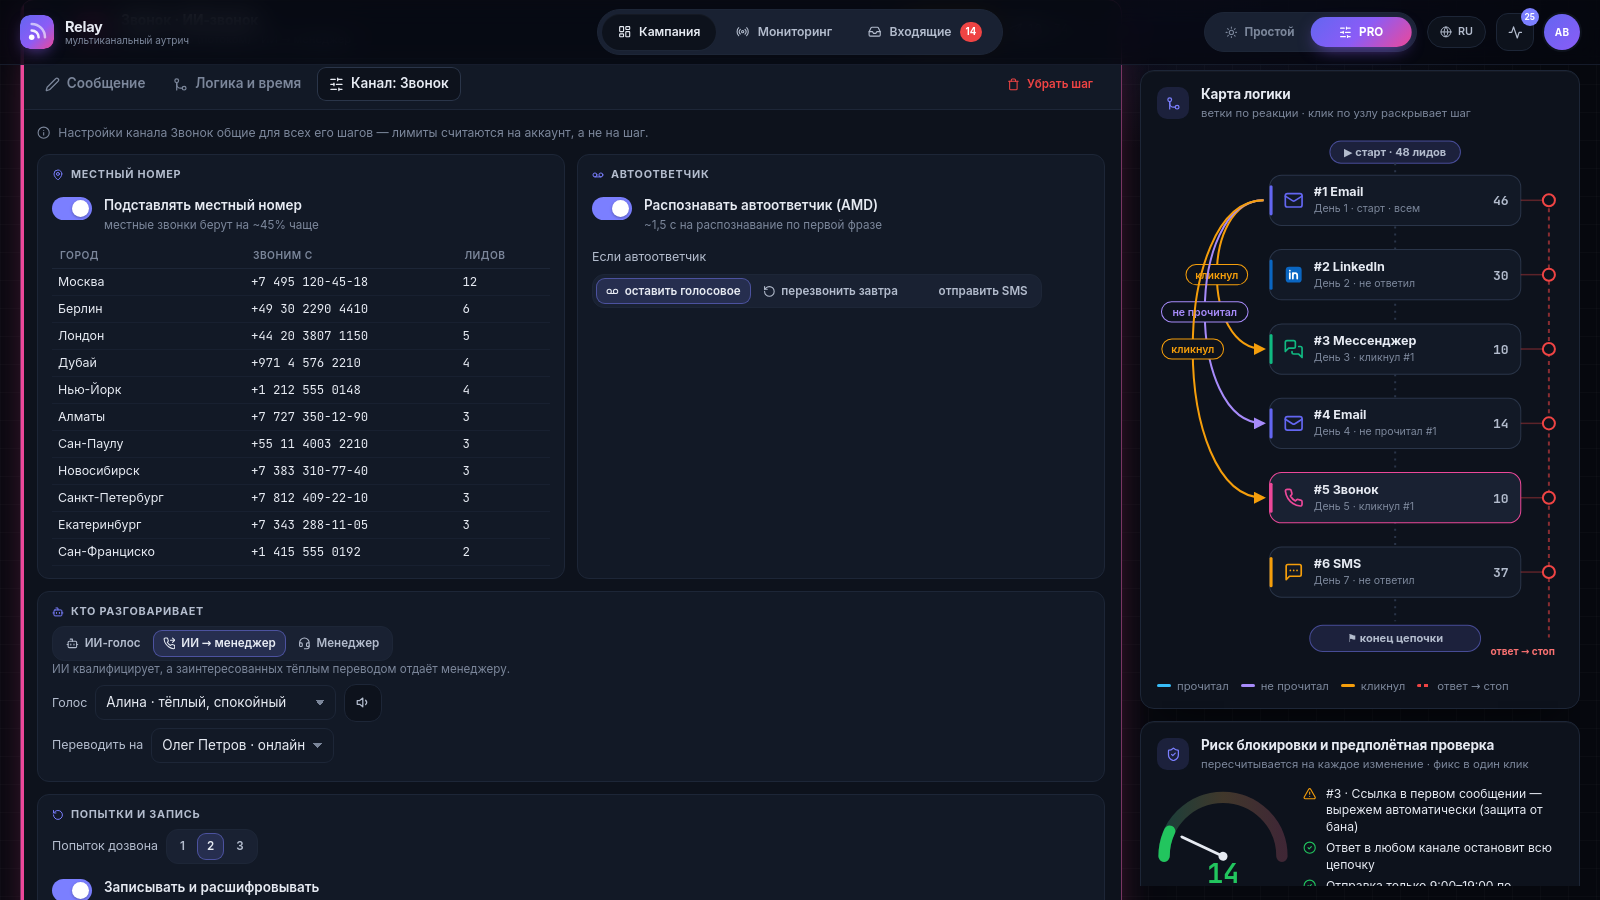 Relay
мультиканальный аутрич
Кампания
Мониторинг
Входящие 14
Простой
PRO
RU
25
AB
Сообщение
Логика и время
Канал: Звонок
Убрать шаг
Настройки канала Звонок общие для всех его шагов — лимиты считаются на аккаунт, а не на шаг.
МЕСТНЫЙ НОМЕР
Подставлять местный номер
местные звонки берут на ~45% чаще
ГОРОД ЗВОНИМ С ЛИДОВ
Москва +7 495 120-45-18 12
Берлин +49 30 2290 4410 6
Лондон +44 20 3807 1150 5
Дубай +971 4 576 2210 4
Нью-Йорк +1 212 555 0148 4
Алматы +7 727 350-12-90 3
Сан-Паулу +55 11 4003 2210 3
Новосибирск +7 383 310-77-40 3
Санкт-Петербург +7 812 409-22-10 3
Екатеринбург +7 343 288-11-05 3
Сан-Франциско +1 415 555 0192 2
АВТООТВЕТЧИК
Распознавать автоответчик (AMD)
~1,5 с на распознавание по первой фразе
Если автоответчик
оставить голосовое
перезвонить завтра
отправить SMS
КТО РАЗГОВАРИВАЕТ
ИИ-голос
ИИ → менеджер
Менеджер
ИИ квалифицирует, а заинтересованных тёплым переводом отдаёт менеджеру.
Голос Алина · тёплый, спокойный
Переводить на Олег Петров · онлайн
ПОПЫТКИ И ЗАПИСЬ
Попыток дозвона 1 2 3
Записывать и расшифровывать
Карта логики
ветки по реакции · клик по узлу раскрывает шаг
▶ старт · 48 лидов
#1 Email 46
День 1 · старт · всем
#2 LinkedIn 30
День 2 · не ответил
#3 Мессенджер 10
День 3 · кликнул #1
#4 Email 14
День 4 · не прочитал #1
#5 Звонок 10
День 5 · кликнул #1
#6 SMS 37
День 7 · не ответил
кликнул
не прочитал
кликнул
⚑ конец цепочки
ответ → стоп
прочитал
не прочитал
кликнул
ответ → стоп
Риск блокировки и предполётная проверка
пересчитывается на каждое изменение · фикс в один клик
14
#3 · Ссылка в первом сообщении —
вырежем автоматически (защита от
бана)
Ответ в любом канале остановит всю
цепочку
Отправка только 9:00–19:00 по